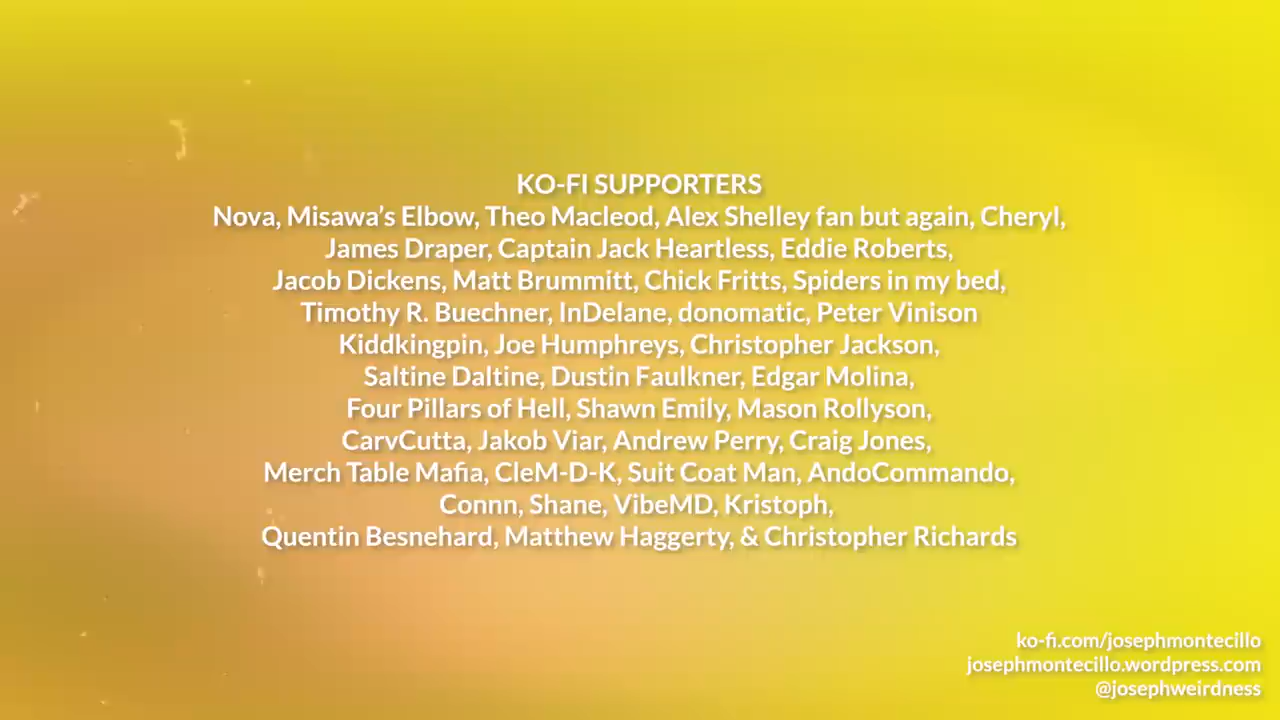 KO-FI SUPPORTERS
Nova, Misawa's Elbow, Theo Macleod, Alex Shelley fan but again, Cheryl,
James Draper, Captain Jack Heartless, Eddie Roberts,
Jacob Dickens, Matt Brummitt, Chick Fritts, Spiders in my bed,
Timothy R. Buechner, InDelane, donomatic, Peter Vinison
Kiddkingpin, Joe Humphreys, Christopher Jackson,
Saltine Daltine, Dustin Faulkner, Edgar Molina,
Four Pillars of Hell, Shawn Emily, Mason Rollyson,
CarvCutta, Jakob Viar, Andrew Perry, Craig Jones,
Merch Table Mafia, CleM-D-K, Suit Coat Man, AndoCommando,
Connn, Shane, VibeMD, Kristoph,
Quentin Besnehard, Matthew Haggerty, & Christopher Richards
ko-fi.com/josephmontecillo
josephmontecillo.wordpress.com
@josephweirdness